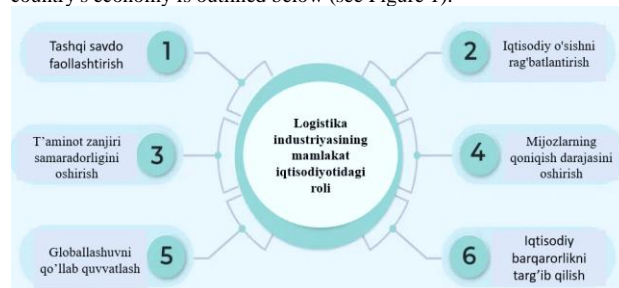 country's economy is outlined below (see Figure 1).
Tashqi savdo
faollashtirish
1
2
Iqtisodiy o'sishni
rag'batlantirish
Logistika
industriyasining
mamlakat
iqtisodiyotidagi
roli
T'aminot zanjiri
samaradorligini
oshirish
3
4
Mijozlarning
qoniqish darajasini
oshirish
Globallashuvni
qo'llab quvvatlash
5
6
Iqtisodiy
barqarorlikni
targ'ib qilish